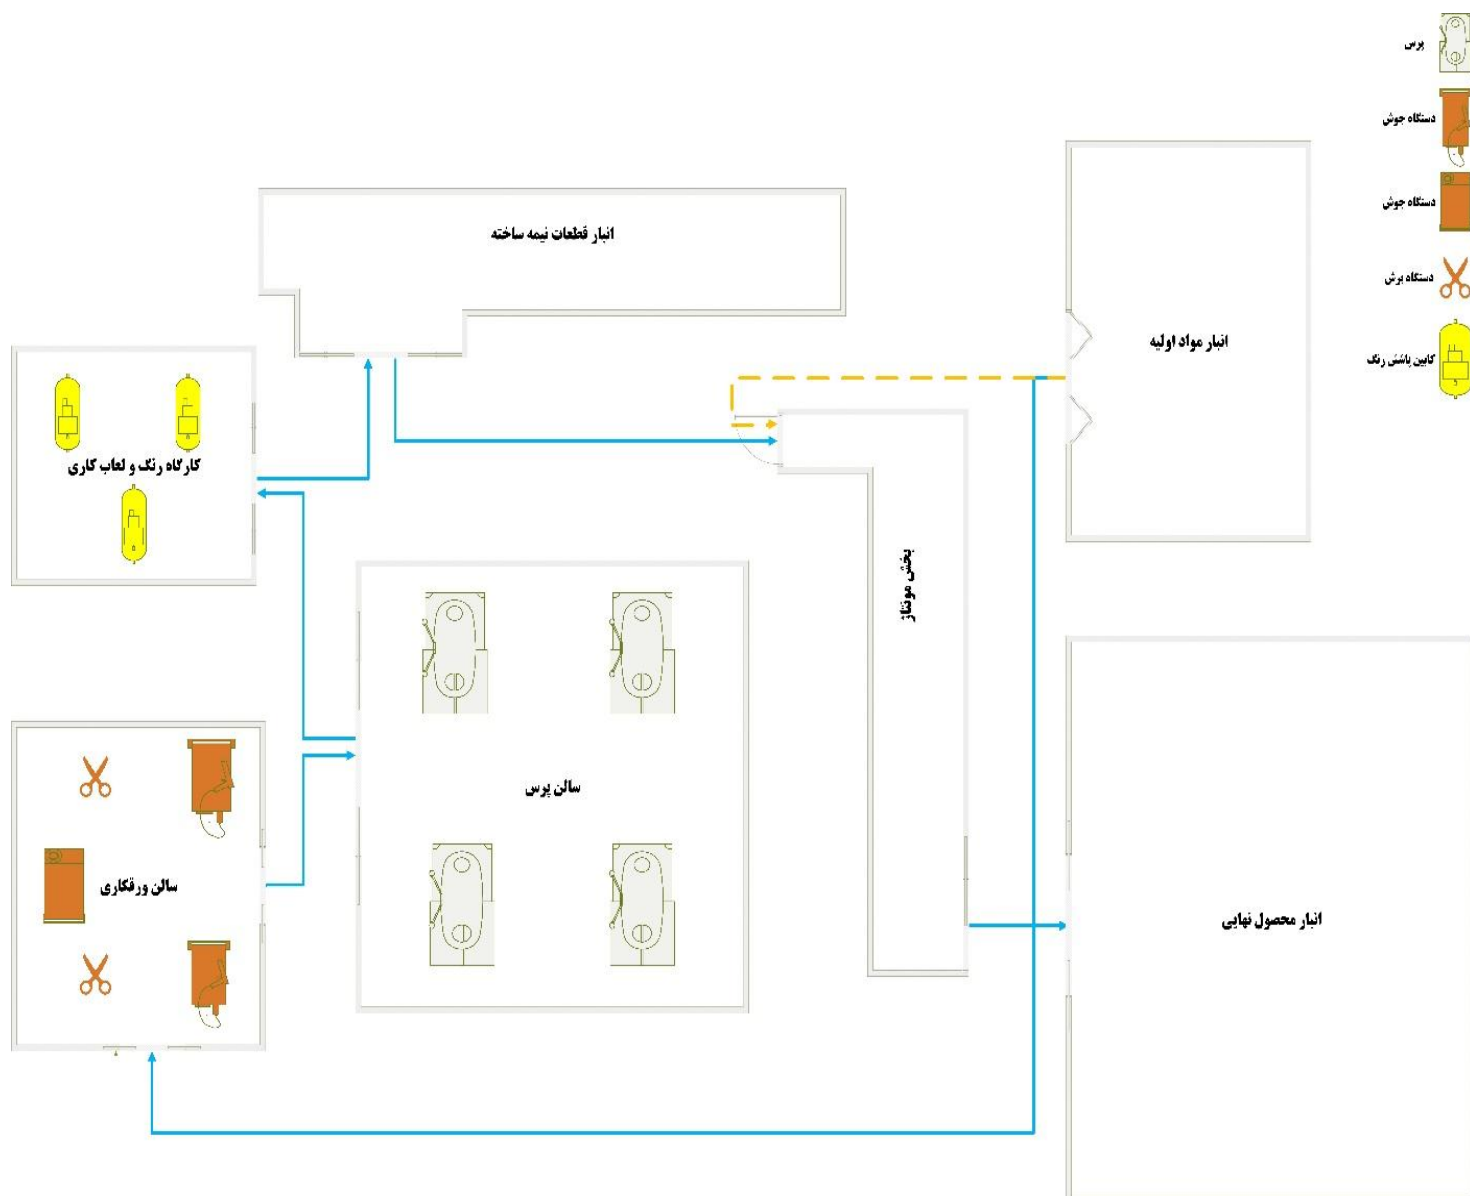 پرس
دستگاه جوش
دستگاه جوش
دستگاه برش
کابین پاشش رنگ
انبار قطعات نیمه ساخته
انبار مواد اولیه
کارگاه رنگ و لعاب کاری
بخش مونتاژ
سالن پرس
سالن ورقکاری
انبار محصول نهایی